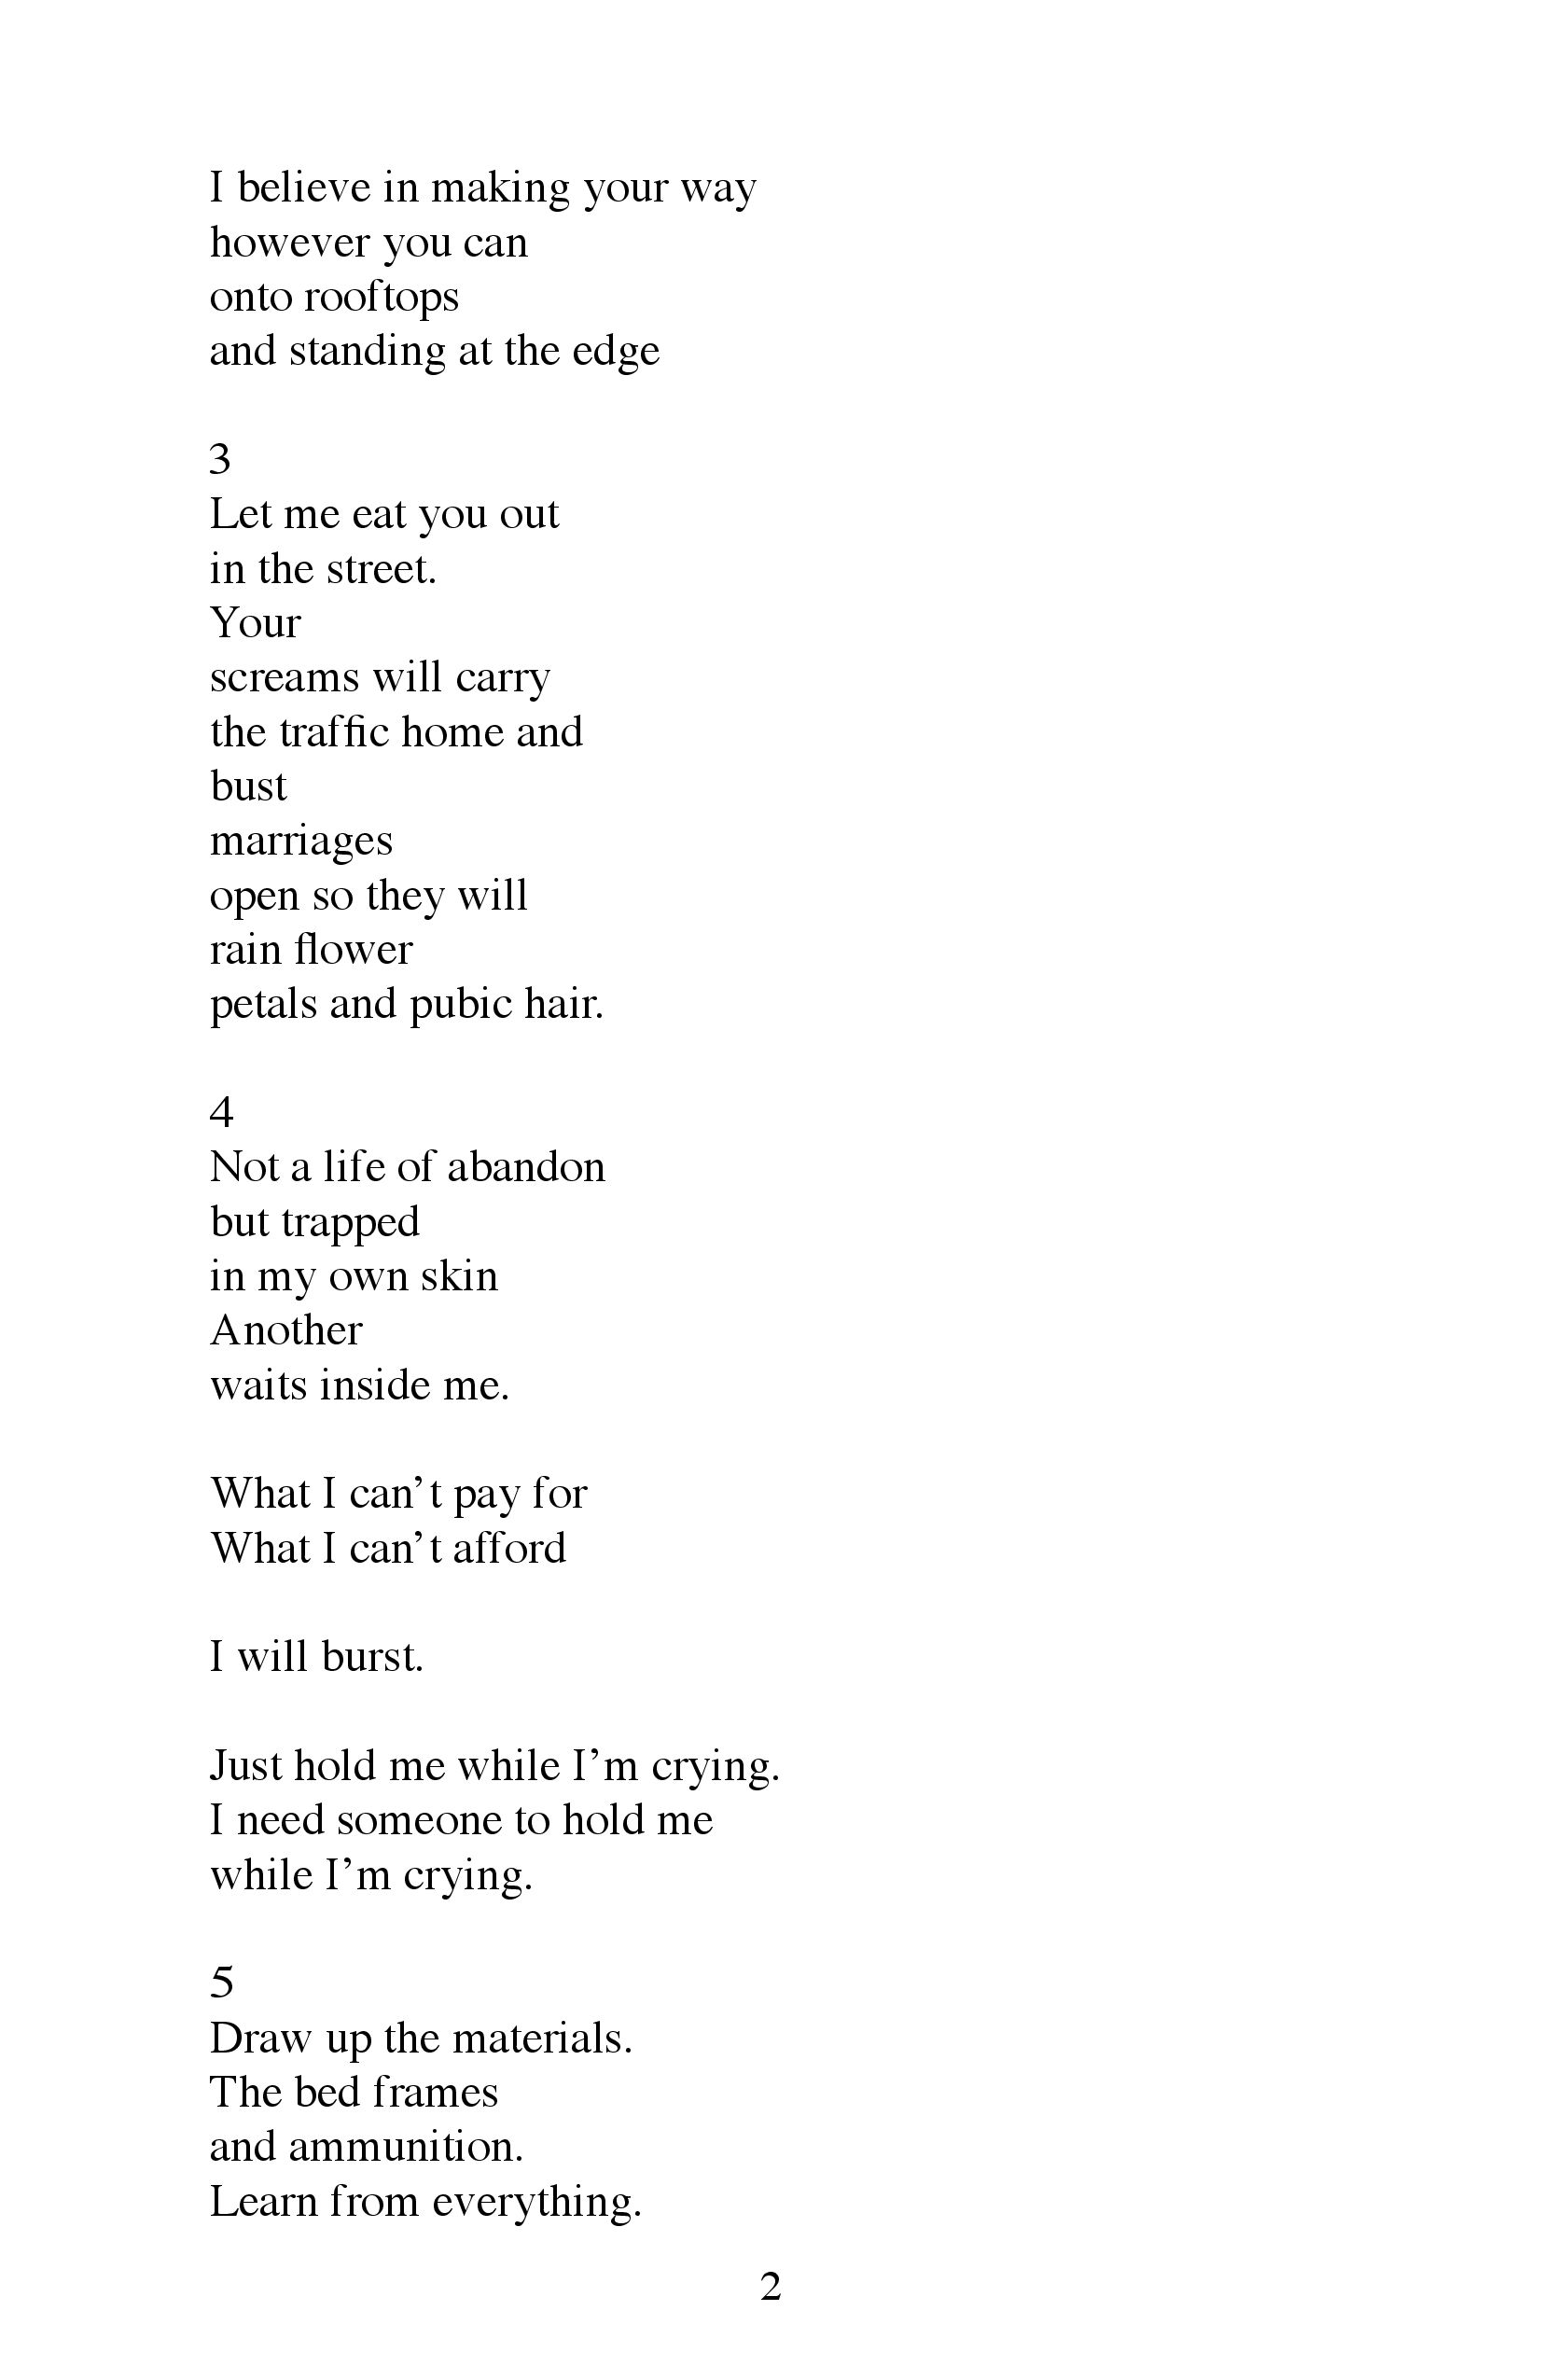 I believe in making your way
however you can
onto rooftops
and standing at the edge
3
Let me eat you out
in the street.
Your
screams will carry
the traffic home and
bust
marriages
open so they will
rain flower
petals and pubic hair.
4
Not a life of abandon
but trapped
in my own skin
Another
waits inside me.
What I can’t pay for
What I can’t afford
I will burst.
Just hold me while I’m crying.
I need someone to hold me
while I’m crying.
5
Draw up the materials.
The bed frames
and ammunition.
Learn from everything.
2